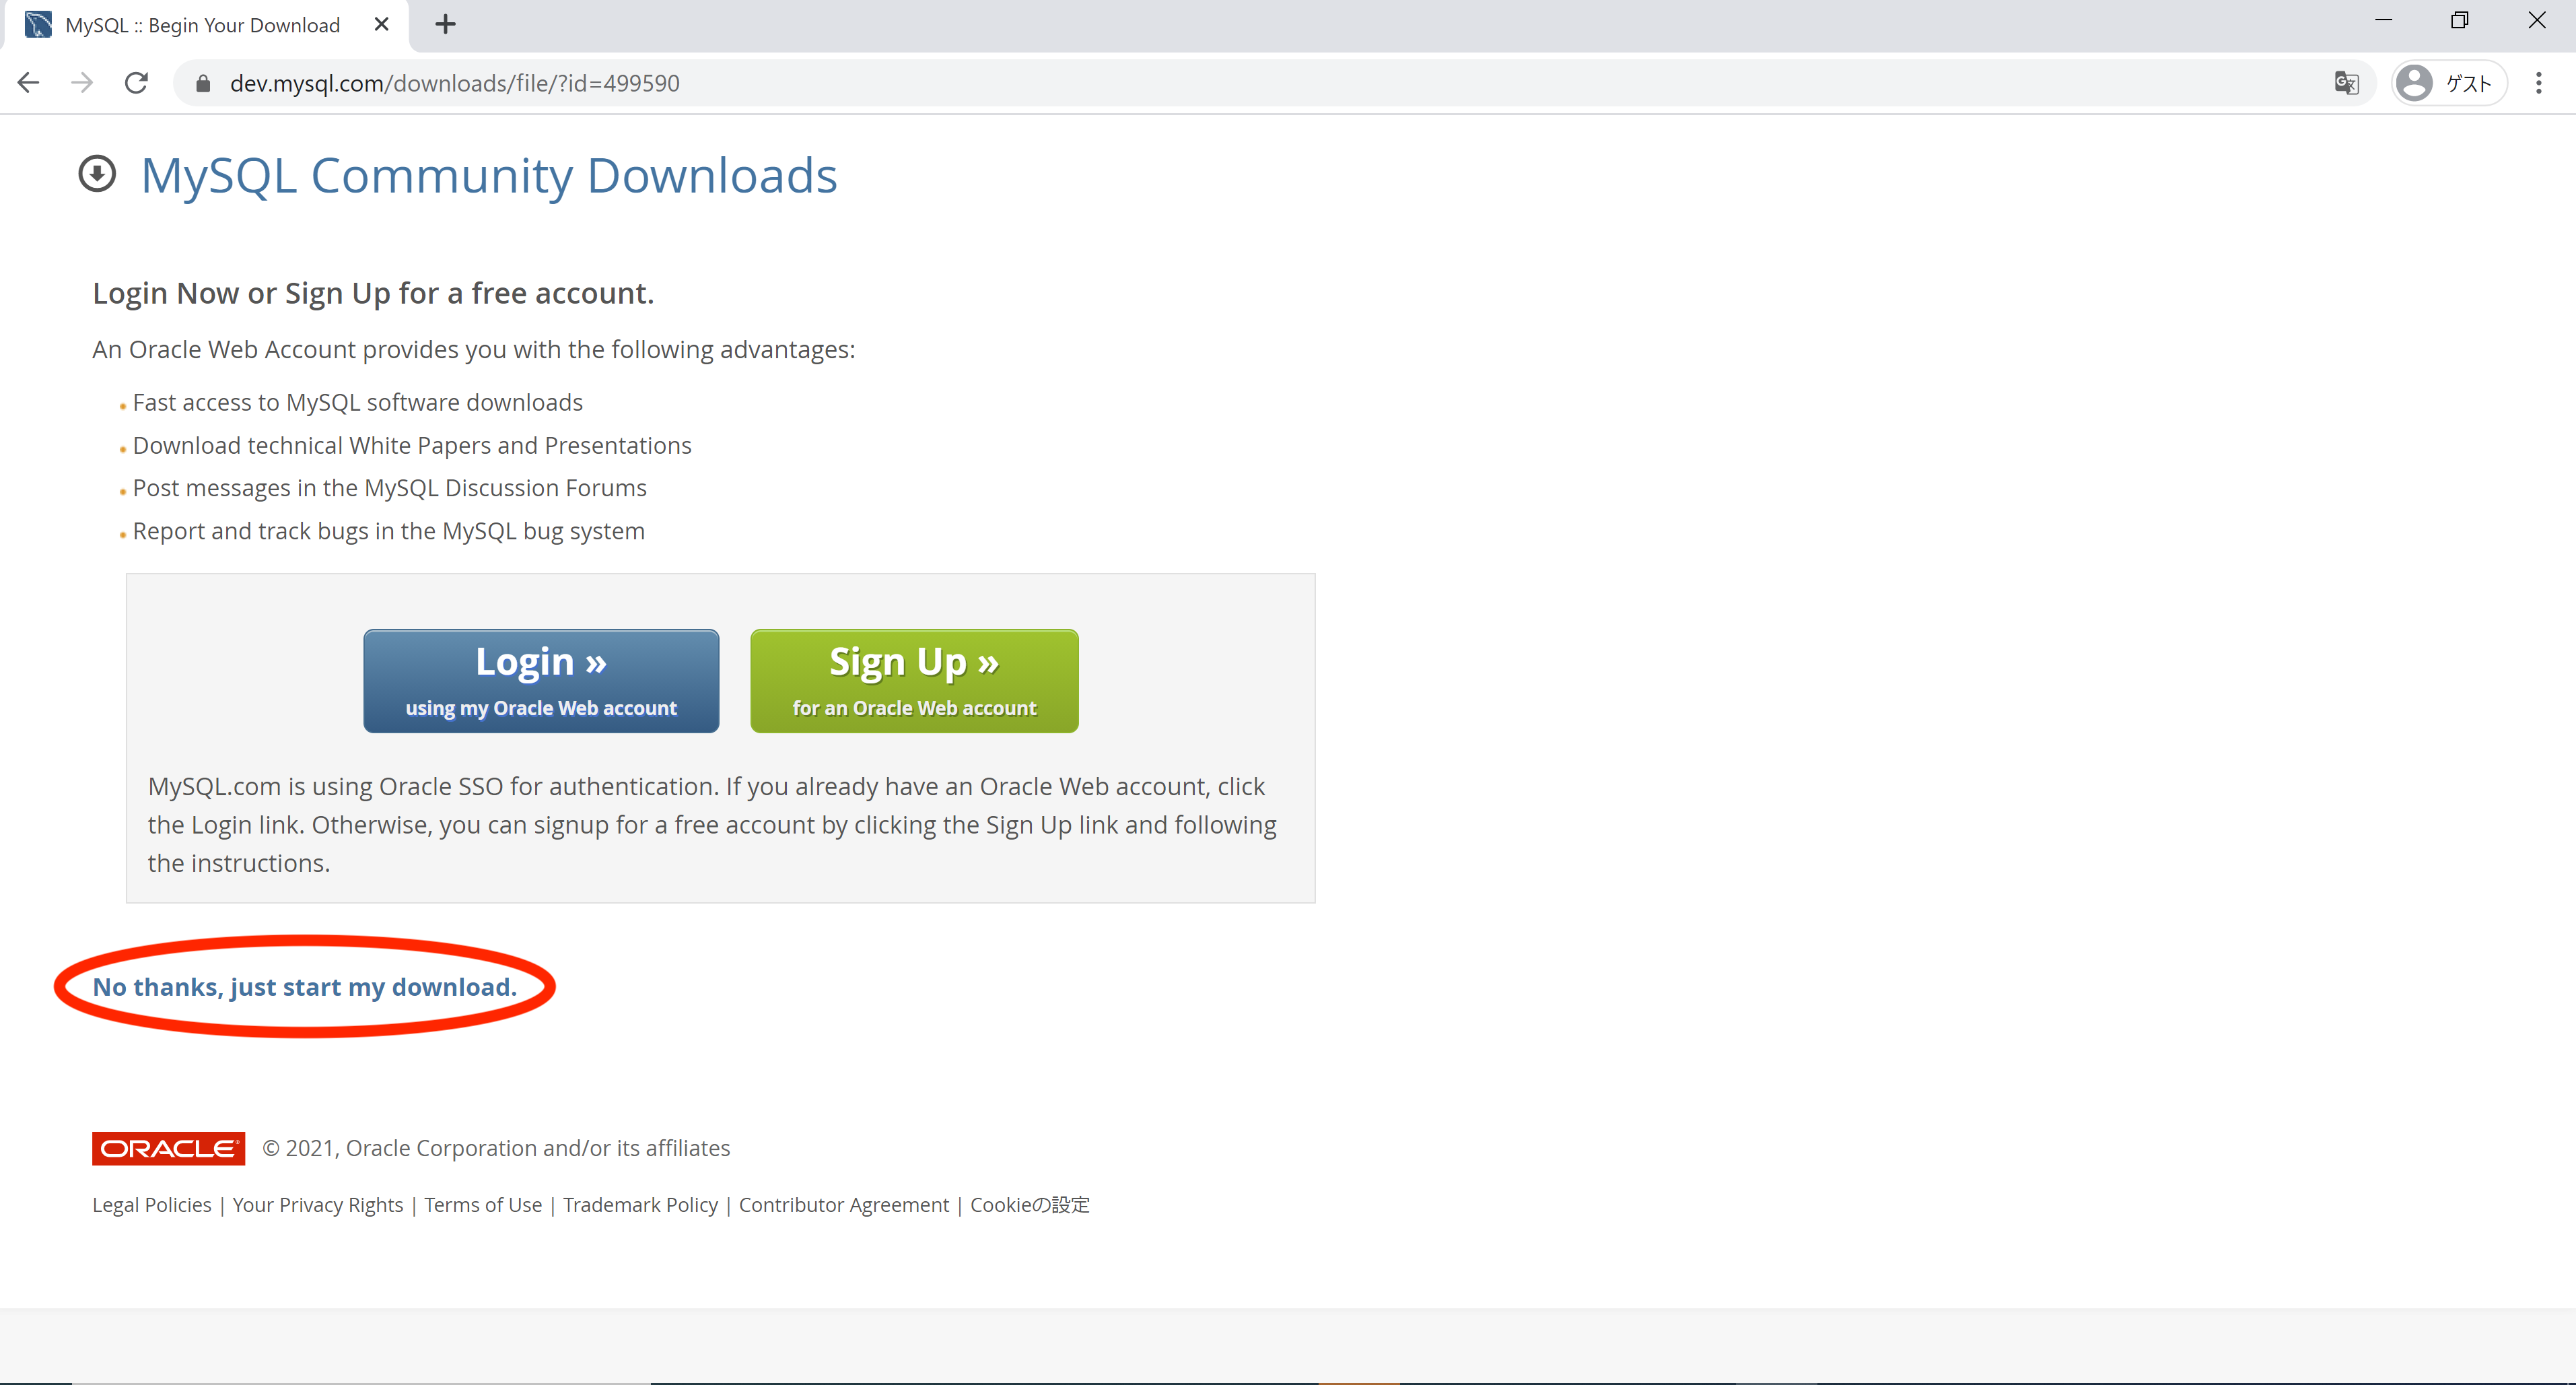 MySQL :: Begin Your Download
dev.mysql.com/downloads/file/?id=499590
ゲスト
MySQL Community Downloads
Login Now or Sign Up for a free account.
An Oracle Web Account provides you with the following advantages:
Fast access to MySQL software downloads
Download technical White Papers and Presentations
Post messages in the MySQL Discussion Forums
Report and track bugs in the MySQL bug system
Login »
using my Oracle Web account
Sign Up »
for an Oracle Web account
MySQL.com is using Oracle SSO for authentication. If you already have an Oracle Web account, click
the Login link. Otherwise, you can signup for a free account by clicking the Sign Up link and following
the instructions.
No thanks, just start my download.
ORACLE® © 2021, Oracle Corporation and/or its affiliates
Legal Policies | Your Privacy Rights | Terms of Use | Trademark Policy | Contributor Agreement | Cookieの設定